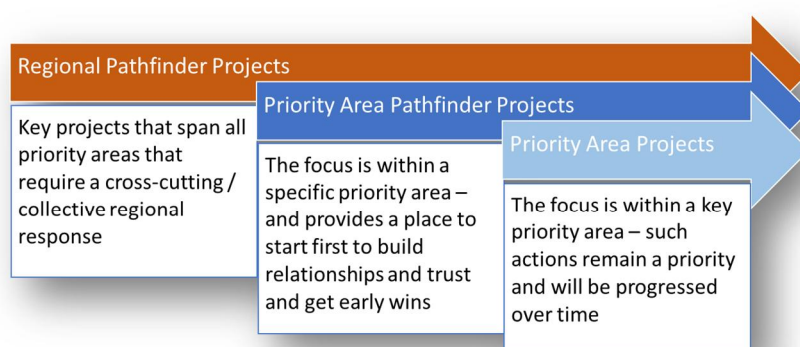 Regional Pathfinder Projects
Key projects that span all
priority areas that
require a cross-cutting /
collective regional
response
Priority Area Pathfinder Projects
The focus is within a
specific priority area –
and provides a place to
start first to build
relationships and trust
and get early wins
Priority Area Projects
The focus is within a key
priority area – such
actions remain a priority
and will be progressed
over time